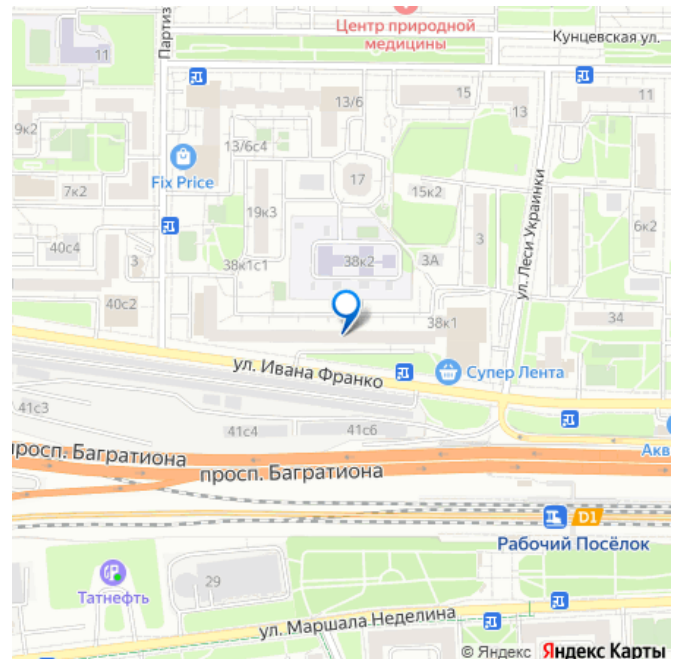 Центр природной
медицины
Кунцевская ул.
Партиз
11
9к2
13/6
15
13
11
13/6с4
Fix Price
17
15к2
7к2
19к3
ул. Леси Украинки
6к2
40с4
3
38к1с1
38к2
3А
3
40с2
38к1
34
ул. Ивана Франко
Супер Лента
41с3
41с4
41с6
Акв
просп. Багратиона
просп. Багратиона
D1
Рабочий Посёлок
Татнефть
29
ул. Маршала Неделина
© Яндекс Яндекс Карты